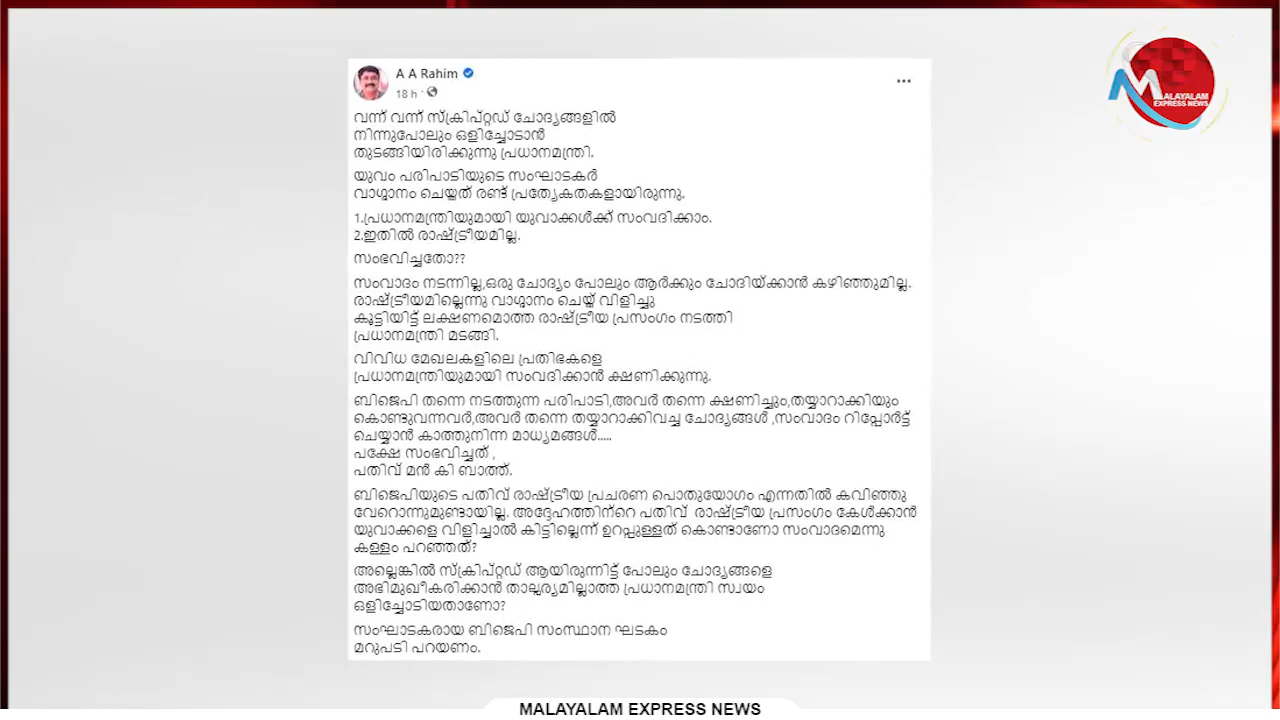 A A Rahim
18 h ·
വന്ന് വന്ന് സ്ക്രിപ്റ്റഡ് ചോദ്യങ്ങളിൽ
നിന്നുപോലും ഒളിച്ചോടാൻ
തുടങ്ങിയിരിക്കുന്നു പ്രധാനമന്ത്രി.
യുവം പരിപാടിയുടെ സംഘാടകർ
വാഗ്ദാനം ചെയ്തത് രണ്ട് പ്രത്യേകതകളായിരുന്നു.
1.പ്രധാനമന്ത്രിയുമായി യുവാക്കൾക്ക് സംവദിക്കാം.
2.ഇതിൽ രാഷ്ട്രീയമില്ല.
സംഭവിച്ചതോ??
സംവാദം നടന്നില്ല,ഒരു ചോദ്യം പോലും ആർക്കും ചോദിയ്ക്കാൻ കഴിഞ്ഞുമില്ല.
രാഷ്ട്രീയമില്ലെന്നു വാഗ്ദാനം ചെയ്ത് വിളിച്ചു
കൂട്ടിയിട്ട് ലക്ഷണമൊത്ത രാഷ്ട്രീയ പ്രസംഗം നടത്തി
പ്രധാനമന്ത്രി മടങ്ങി.
വിവിധ മേഖലകളിലെ പ്രതിഭകളെ
പ്രധാനമന്ത്രിയുമായി സംവദിക്കാൻ ക്ഷണിക്കുന്നു.
ബിജെപി തന്നെ നടത്തുന്ന പരിപാടി,അവർ തന്നെ ക്ഷണിച്ചും,തയ്യാറാക്കിയും
കൊണ്ടുവന്നവർ,അവർ തന്നെ തയ്യാറാക്കിവച്ച ചോദ്യങ്ങൾ ,സംവാദം റിപ്പോർട്ട്
ചെയ്യാൻ കാത്തുനിന്ന മാധ്യമങ്ങൾ.....
പക്ഷേ സംഭവിച്ചത് ,
പതിവ് മൻ കി ബാത്ത്.
ബിജെപിയുടെ പതിവ് രാഷ്ട്രീയ പ്രചരണ പൊതുയോഗം എന്നതിൽ കവിഞ്ഞു
വേറൊന്നുമുണ്ടായില്ല. അദ്ദേഹത്തിന്റെ പതിവ് രാഷ്ട്രീയ പ്രസംഗം കേൾക്കാൻ
യുവാക്കളെ വിളിച്ചാൽ കിട്ടില്ലെന്ന് ഉറപ്പുള്ളത് കൊണ്ടാണോ സംവാദമെന്നു
കള്ളം പറഞ്ഞത്?
അല്ലെങ്കിൽ സ്ക്രിപ്റ്റഡ് ആയിരുന്നിട്ട് പോലും ചോദ്യങ്ങളെ
അഭിമുഖീകരിക്കാൻ താല്പര്യമില്ലാത്ത പ്രധാനമന്ത്രി സ്വയം
ഒളിച്ചോടിയതാണോ?
സംഘാടകരായ ബിജെപി സംസ്ഥാന ഘടകം
മറുപടി പറയണം.
MALAYALAM
EXPRESS NEWS
MALAYALAM EXPRESS NEWS